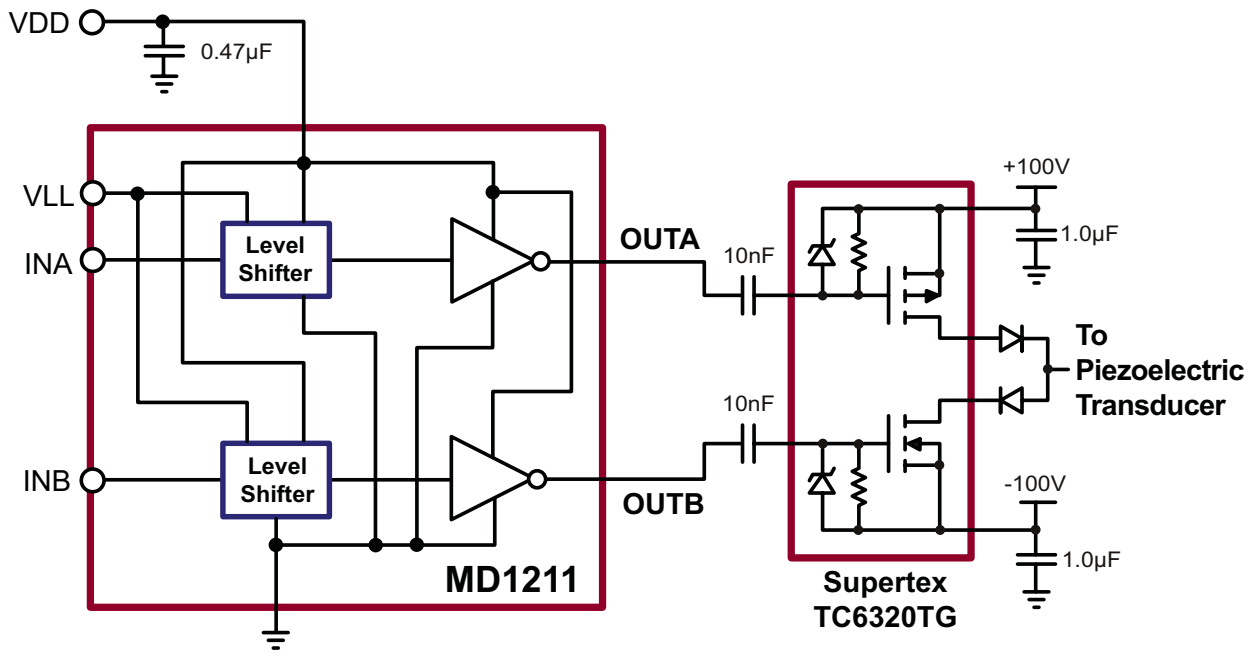 VDD
0.47µF
VLL
INA
Level
Shifter
OUTA
10nF
+100V
1.0µF
To
Piezoelectric
Transducer
INB
Level
Shifter
OUTB
10nF
-100V
1.0µF
MD1211
Supertex
TC6320TG